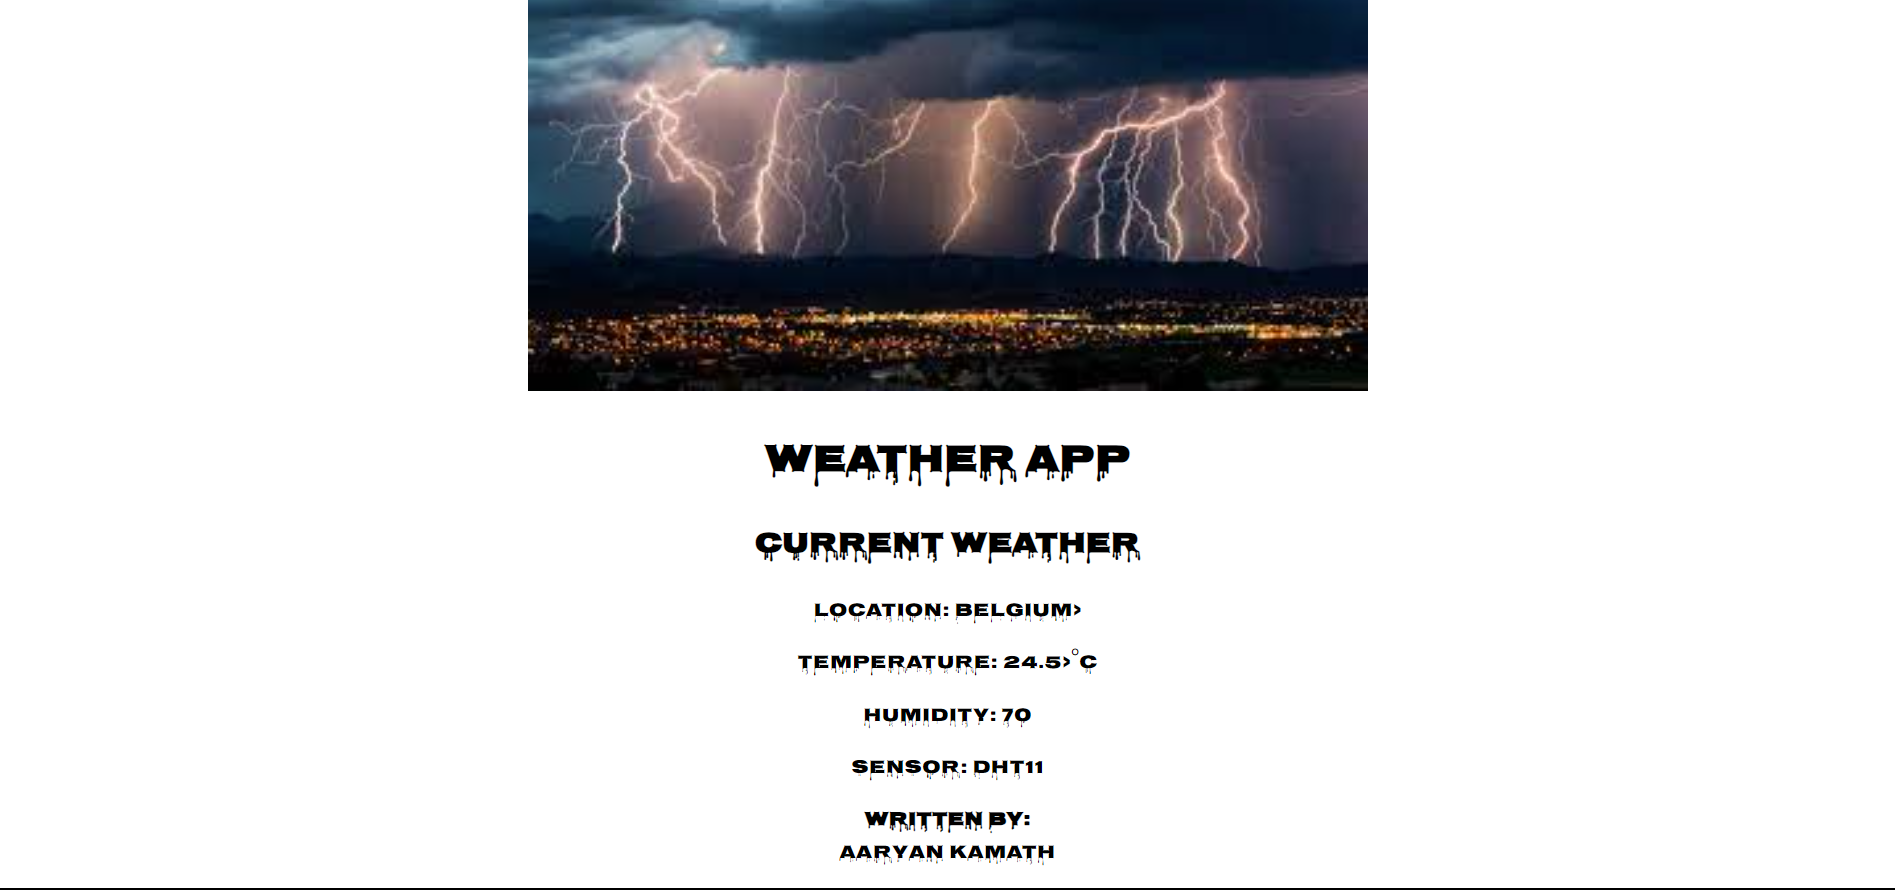 WEATHER APP
CURRENT WEATHER
LOCATION: BELGIUM>
TEMPERATURE: 24.5>°C
HUMIDITY: 70
SENSOR: DHT11
WRITTEN BY:
AARYAN KAMATH